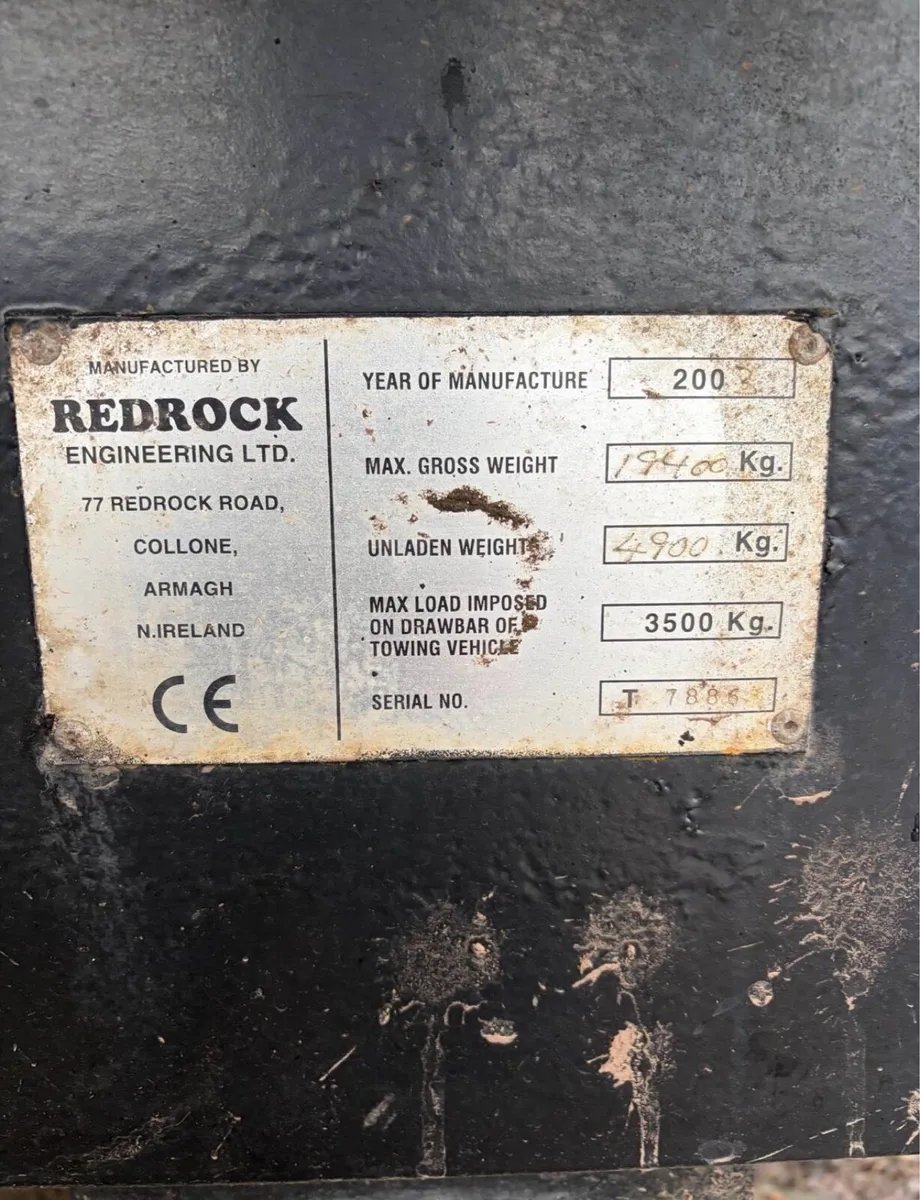 MANUFACTURED BY
REDROCK
ENGINEERING LTD.
77 REDROCK ROAD,
COLLONE,
ARMAGH
N.IRELAND
CE
YEAR OF MANUFACTURE 2003
MAX. GROSS WEIGHT 19400 Kg.
UNLADEN WEIGHT 4900 Kg.
MAX LOAD IMPOSED
ON DRAWBAR OF
TOWING VEHICLE
3500 Kg.
SERIAL NO. T